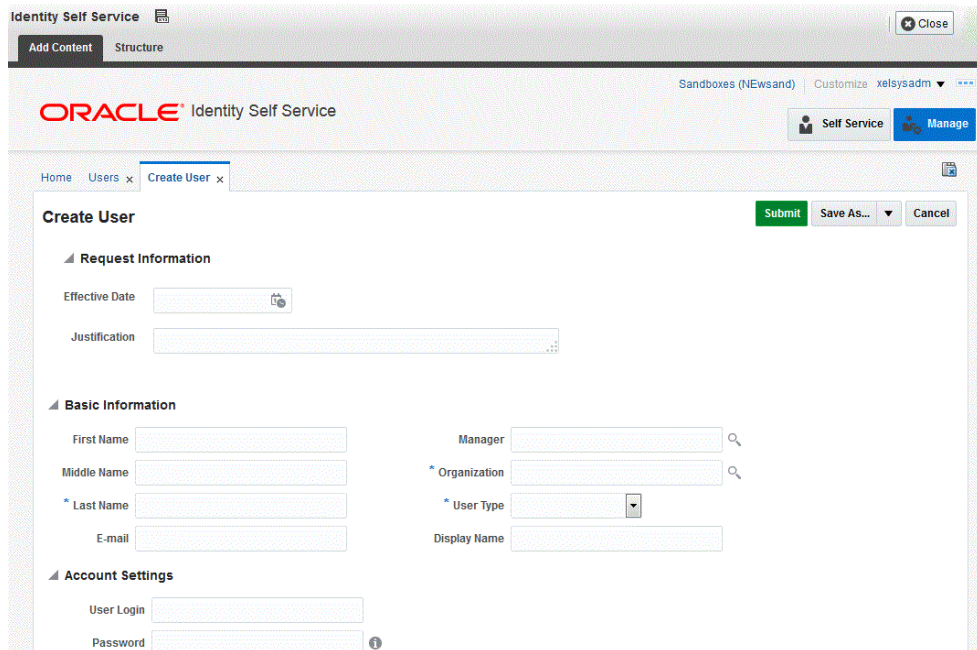 Identity Self Service
Close
Add Content Structure
Sandboxes (NEwsand) Customize xelsysadm
ORACLE® Identity Self Service
Self Service Manage
Home Users x Create User x
Create User
Submit Save As... Cancel
Request Information
Effective Date
Justification
Basic Information
First Name Manager
Middle Name * Organization
* Last Name * User Type
E-mail Display Name
Account Settings
User Login
Password